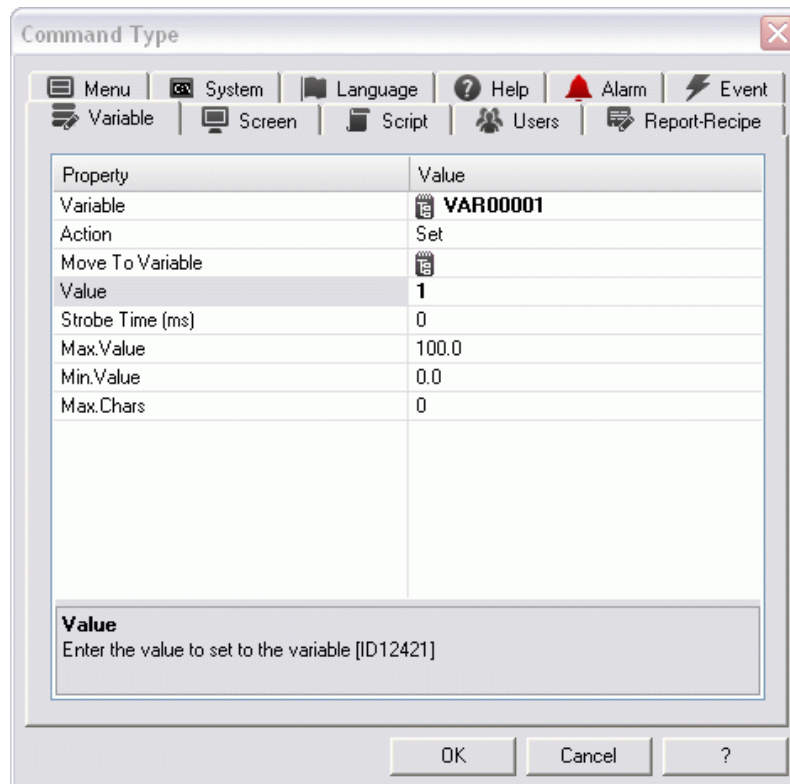 Command Type
Menu System Language Help Alarm Event
Variable Screen Script Users Report-Recipe
Property Value
Variable VAR00001
Action Set
Move To Variable
Value 1
Strobe Time (ms) 0
Max.Value 100.0
Min.Value 0.0
Max.Chars 0
Value
Enter the value to set to the variable [ID12421]
OK Cancel ?